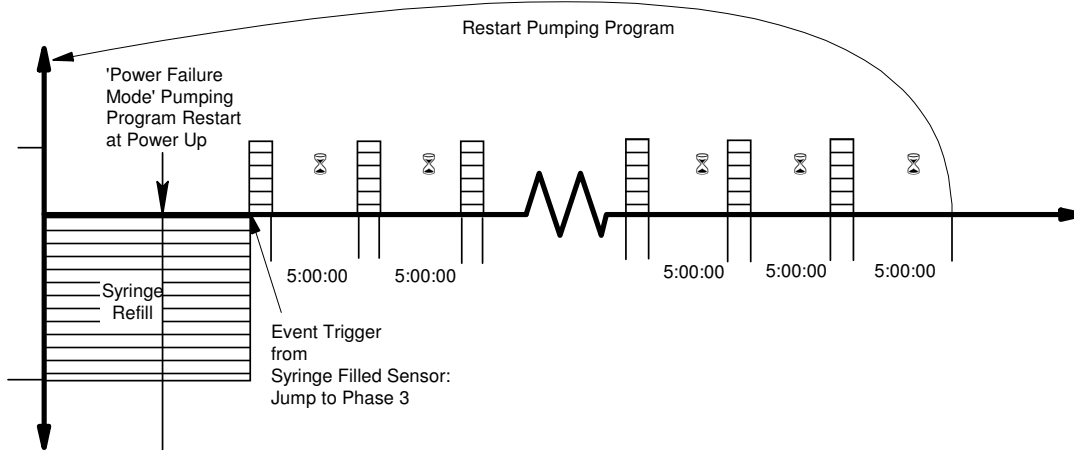 Restart Pumping Program
'Power Failure
Mode' Pumping
Program Restart
at Power Up
5:00:00
5:00:00
5:00:00
5:00:00
5:00:00
Syringe
Refill
Event Trigger
from
Syringe Filled Sensor:
Jump to Phase 3